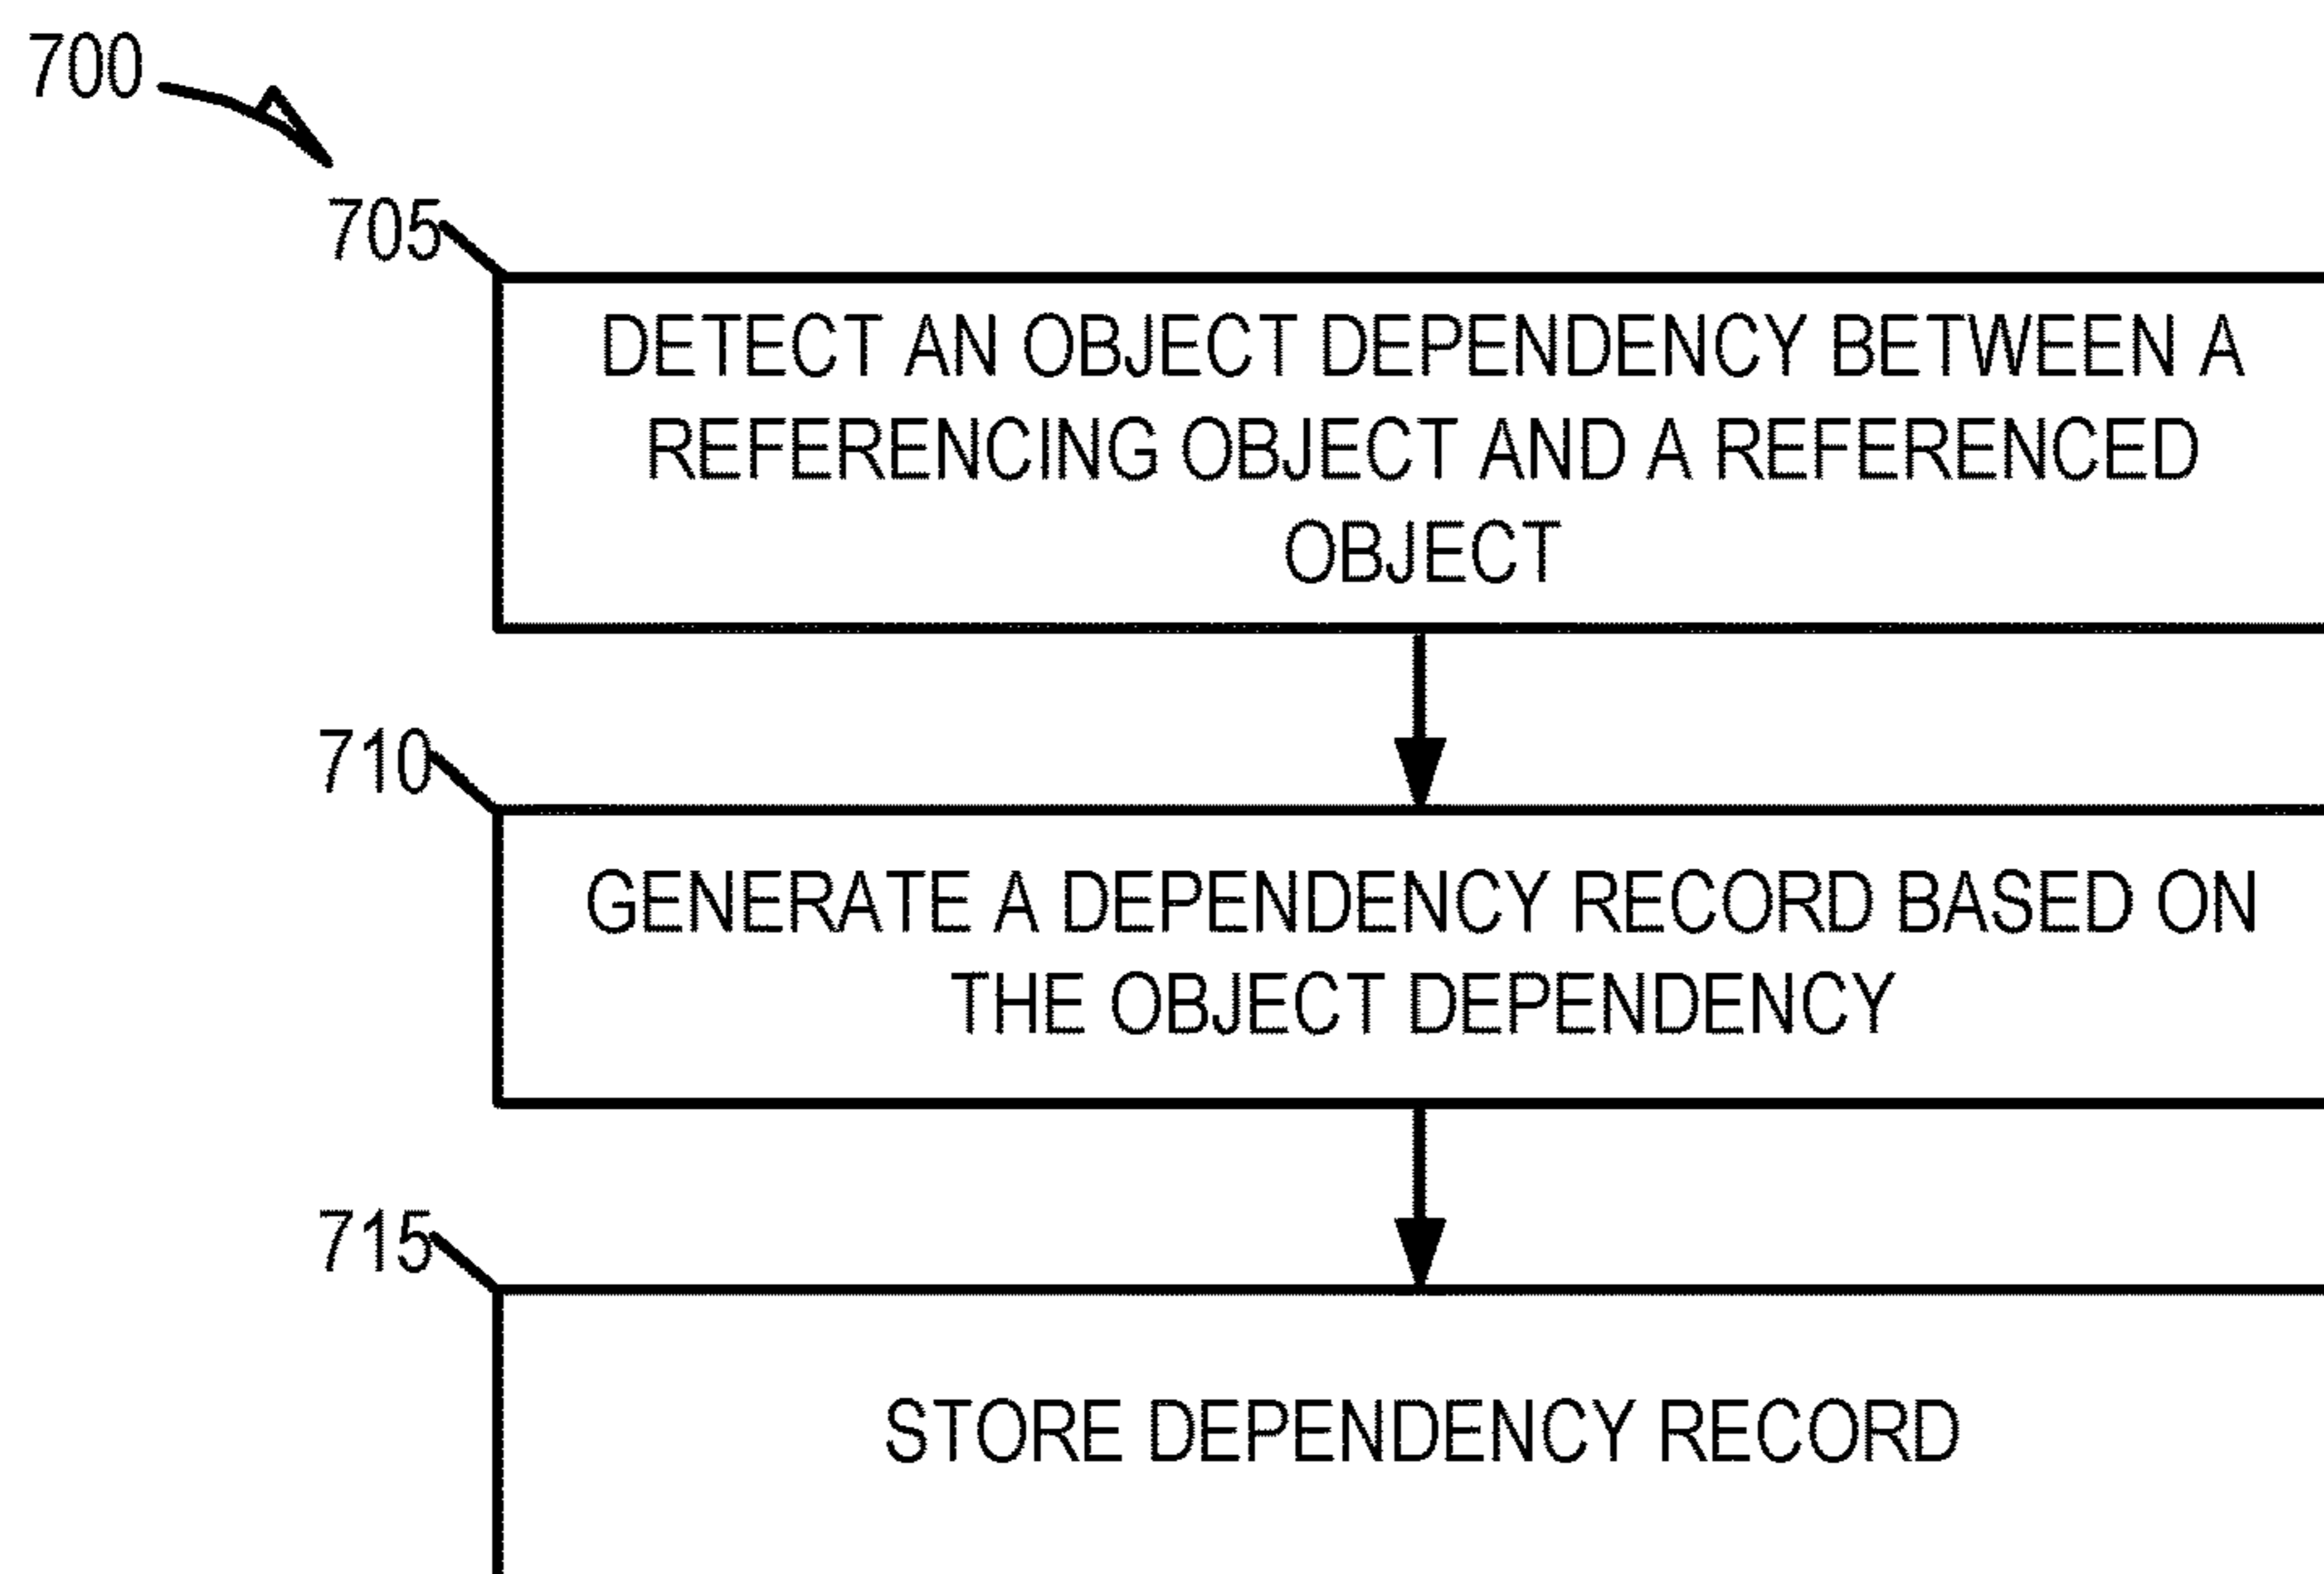 700
705
DETECT AN OBJECT DEPENDENCY BETWEEN A
REFERENCING OBJECT AND A REFERENCED
OBJECT
710
GENERATE A DEPENDENCY RECORD BASED ON
THE OBJECT DEPENDENCY
715
STORE DEPENDENCY RECORD